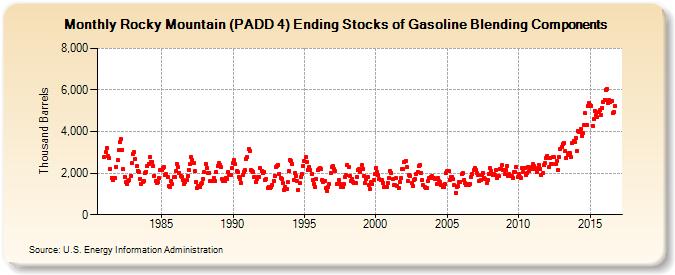 Monthly Rocky Mountain (PADD 4) Ending Stocks of Gasoline Blending Components
Thousand Barrels
8,000
6,000
4,000
2,000
0
1985 1990 1995 2000 2005 2010 2015
Source: U.S. Energy Information Administration